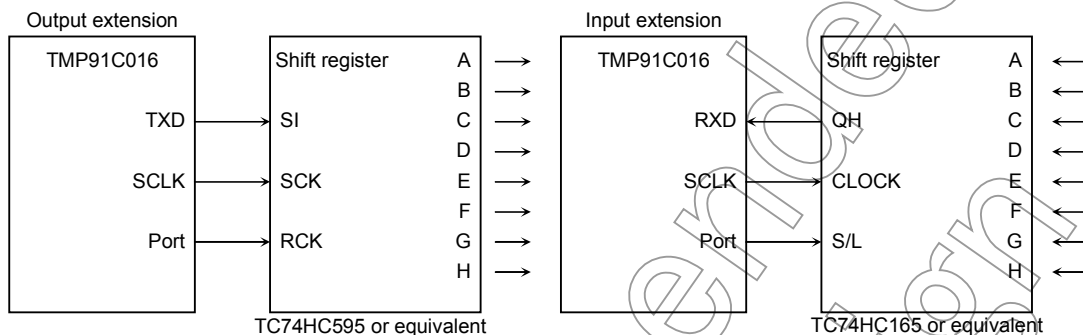 Output extension
TMP91C016
TXD
SCLK
Port
Shift register
SI
SCK
RCK
A
B
C
D
E
F
G
H
TC74HC595 or equivalent
Input extension
TMP91C016
RXD
SCLK
Port
Shift register
QH
CLOCK
S/L
A
B
C
D
E
F
G
H
TC74HC165 or equivalent